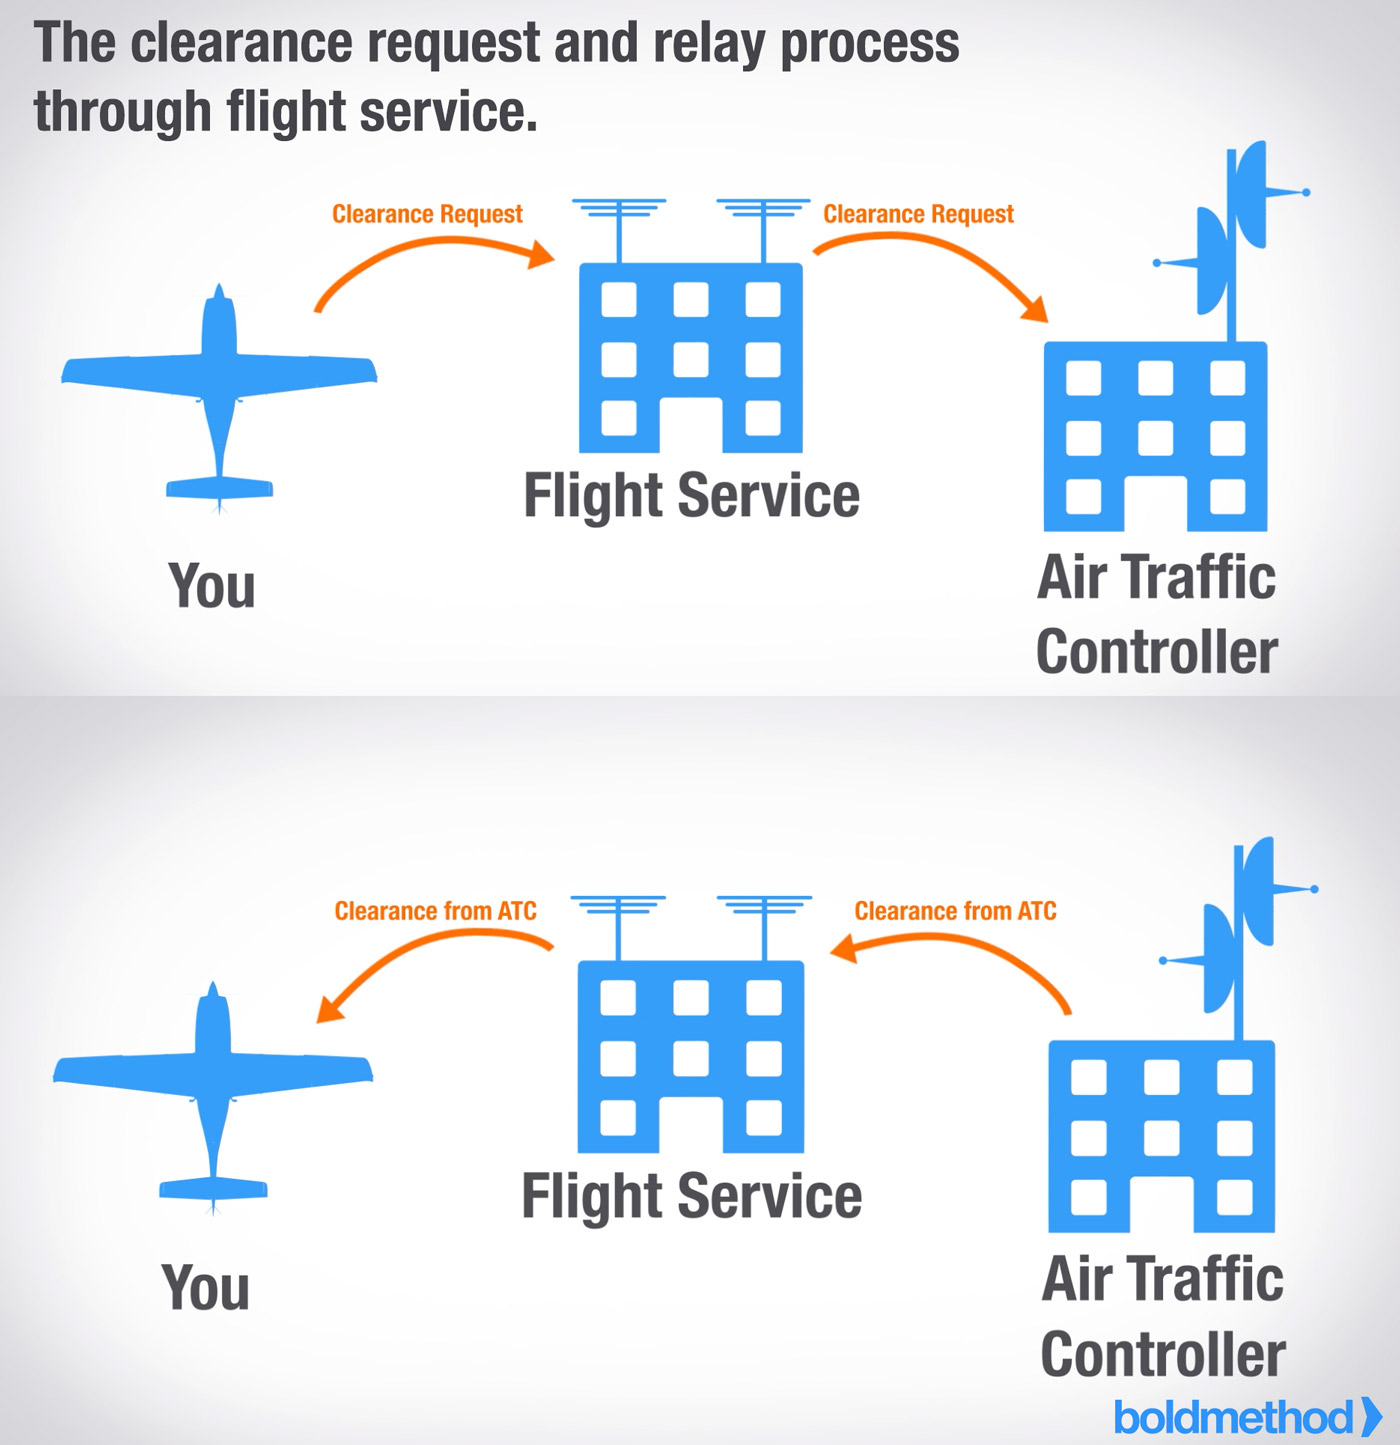 The clearance request and relay process
through flight service.
Clearance Request
Clearance Request
Flight Service
You
Air Traffic
Controller
Clearance from ATC
Clearance from ATC
Flight Service
You
Air Traffic
Controller
boldmethod